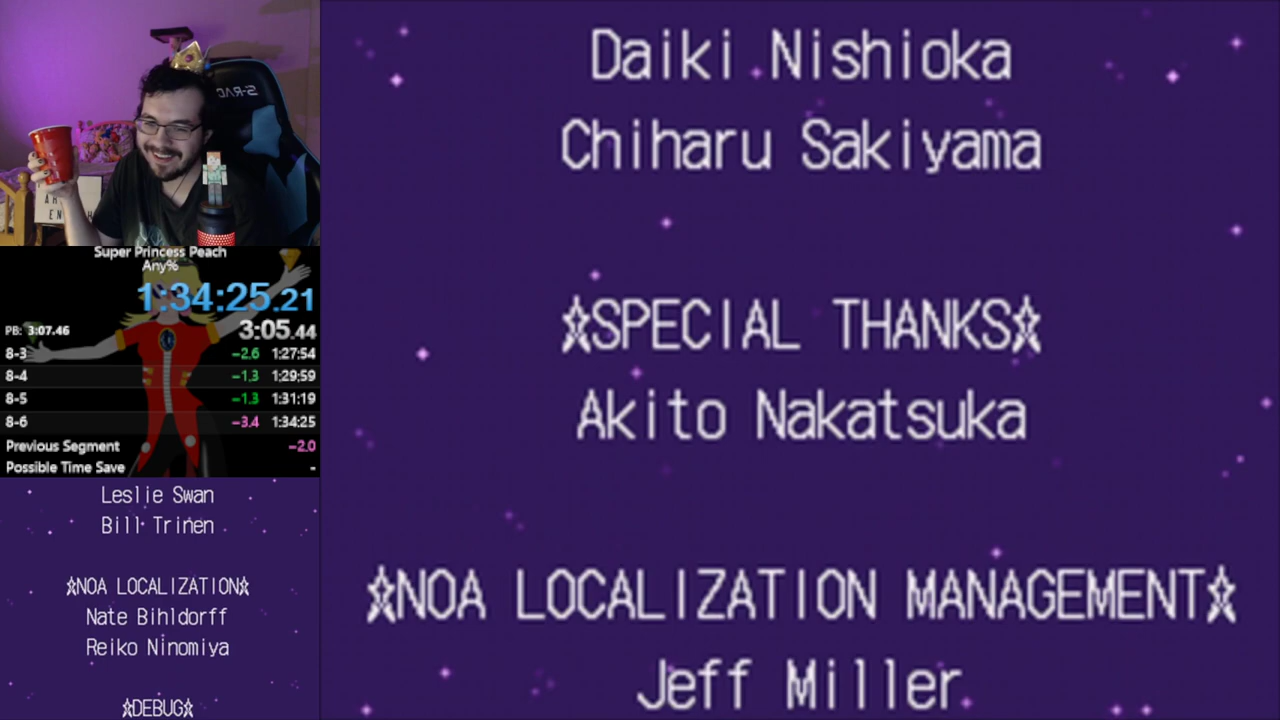 Super Princess Peach
Any%
1:34:25.21
PB: 3:07.46
3:05.44
8-3 -2.6 1:27:54
8-4 -1.3 1:29:59
8-5 -1.3 1:31:19
8-6 -3.4 1:34:25
Previous Segment -2.0
Possible Time Save -
Leslie Swan
Bill Trinen
☆NOA LOCALIZATION☆
Nate Bihldorff
Reiko Ninomiya
☆DEBUG☆
Daiki Nishioka
Chiharu Sakiyama
☆SPECIAL THANKS☆
Akito Nakatsuka
☆NOA LOCALIZATION MANAGEMENT☆
Jeff Miller